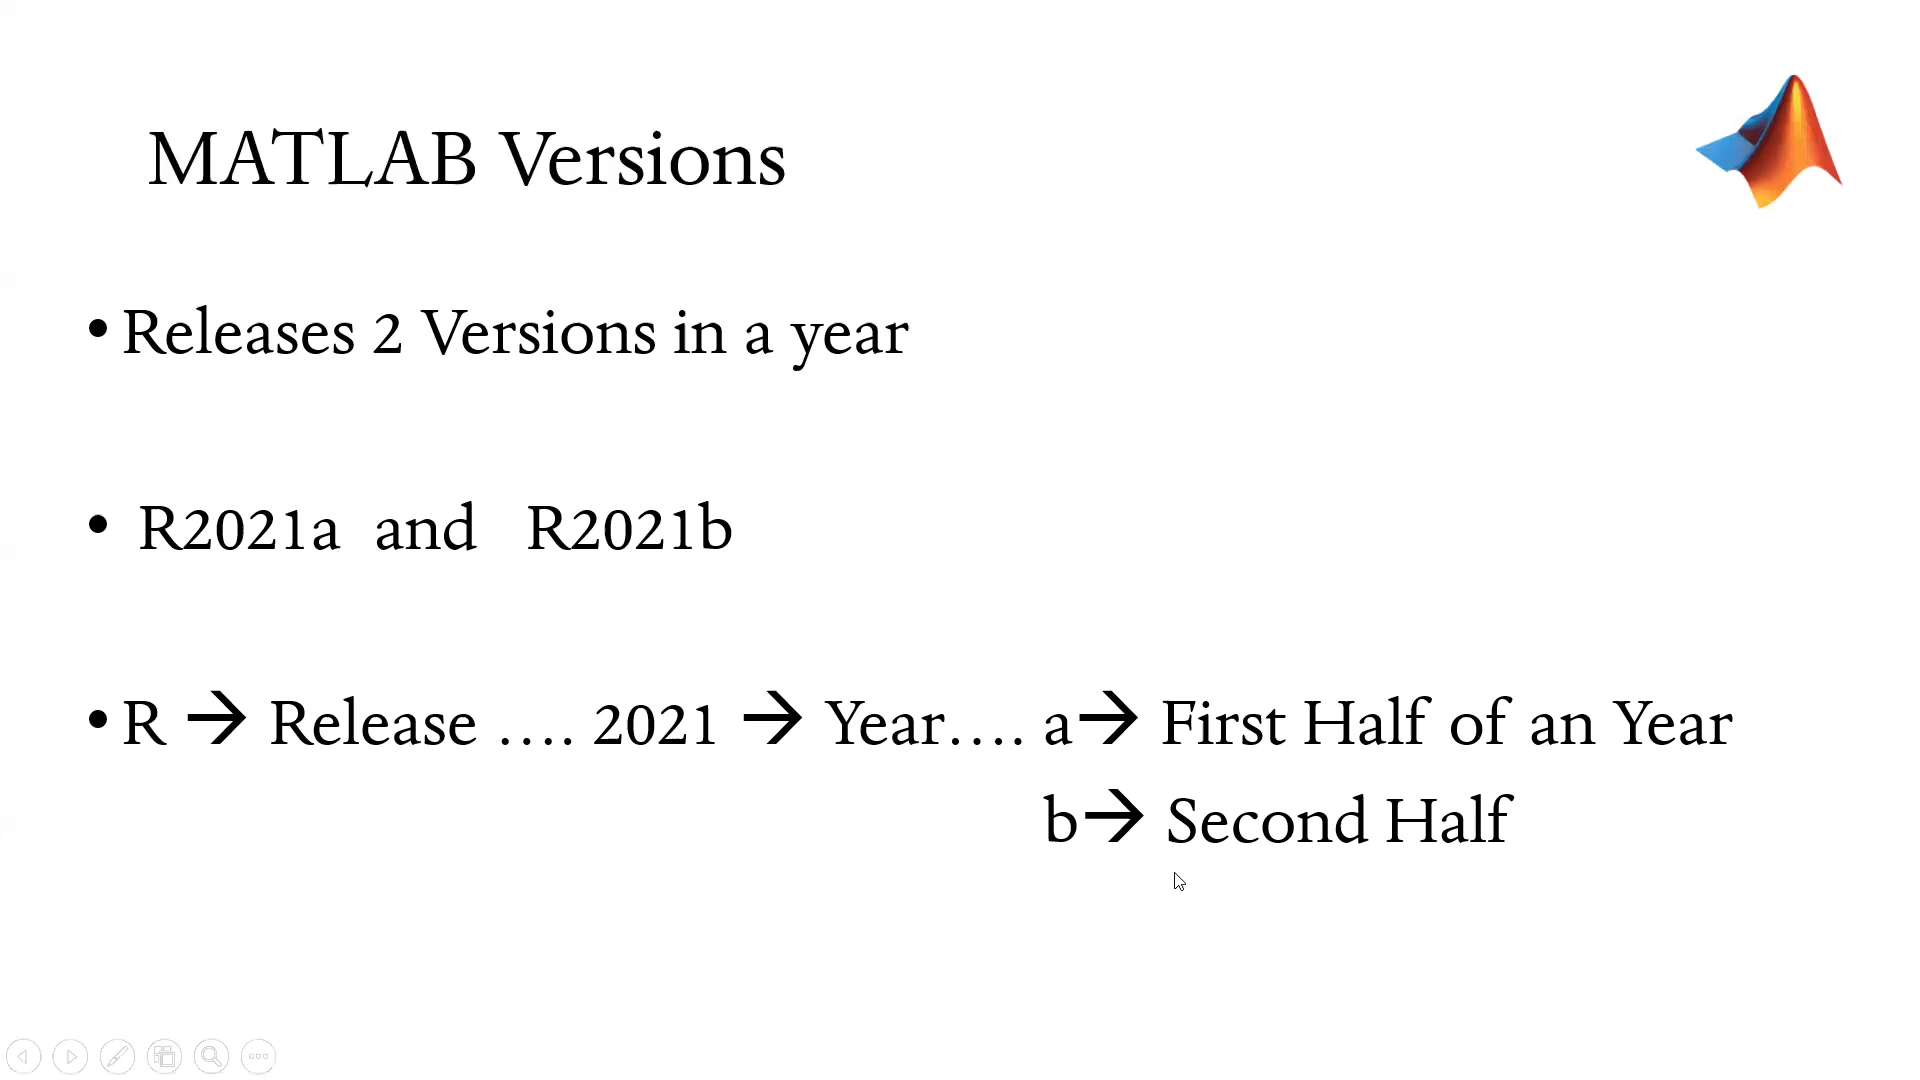 MATLAB Versions
• Releases 2 Versions in a year
• R2021a and R2021b
• R → Release .... 2021 → Year.... a→ First Half of an Year
b→ Second Half